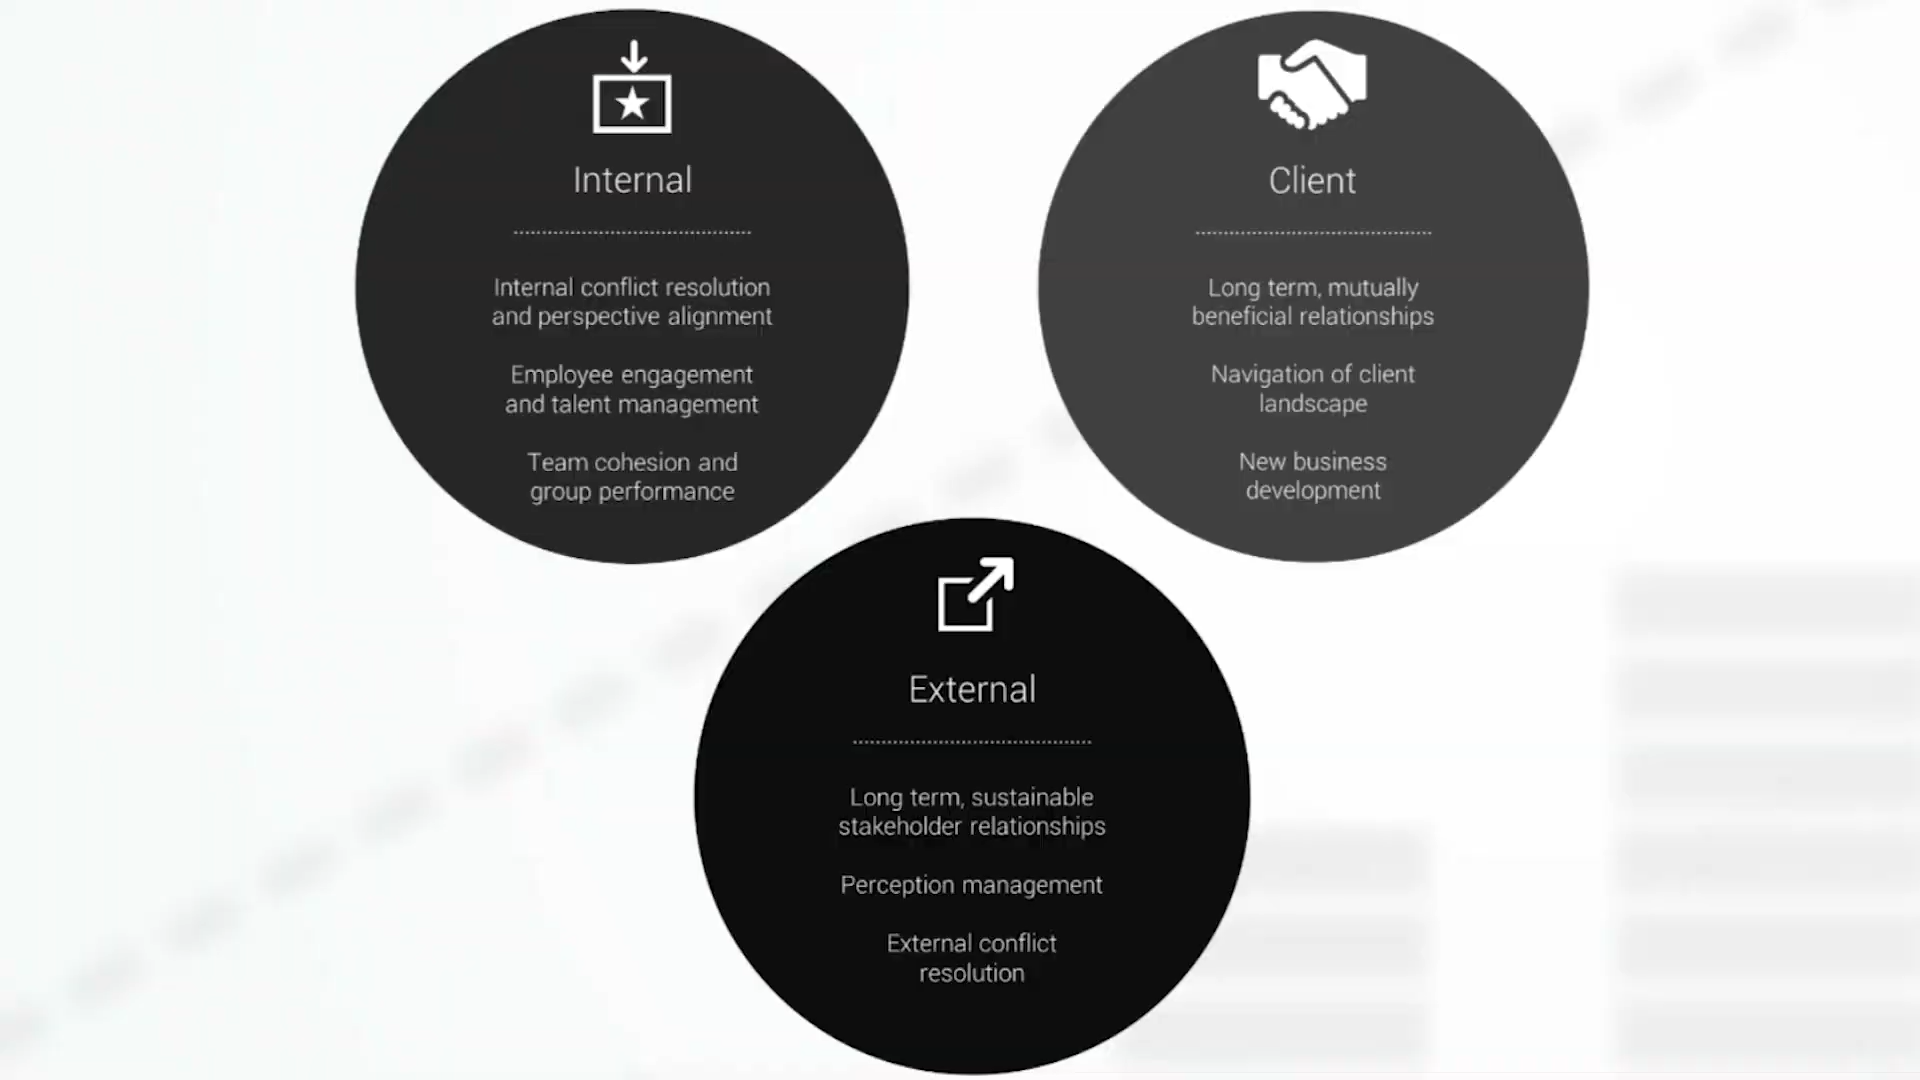 Internal
Internal conflict resolution
and perspective alignment
Employee engagement
and talent management
Team cohesion and
group performance
Client
Long term, mutually
beneficial relationships
Navigation of client
landscape
New business
development
External
Long term, sustainable
stakeholder relationships
Perception management
External conflict
resolution